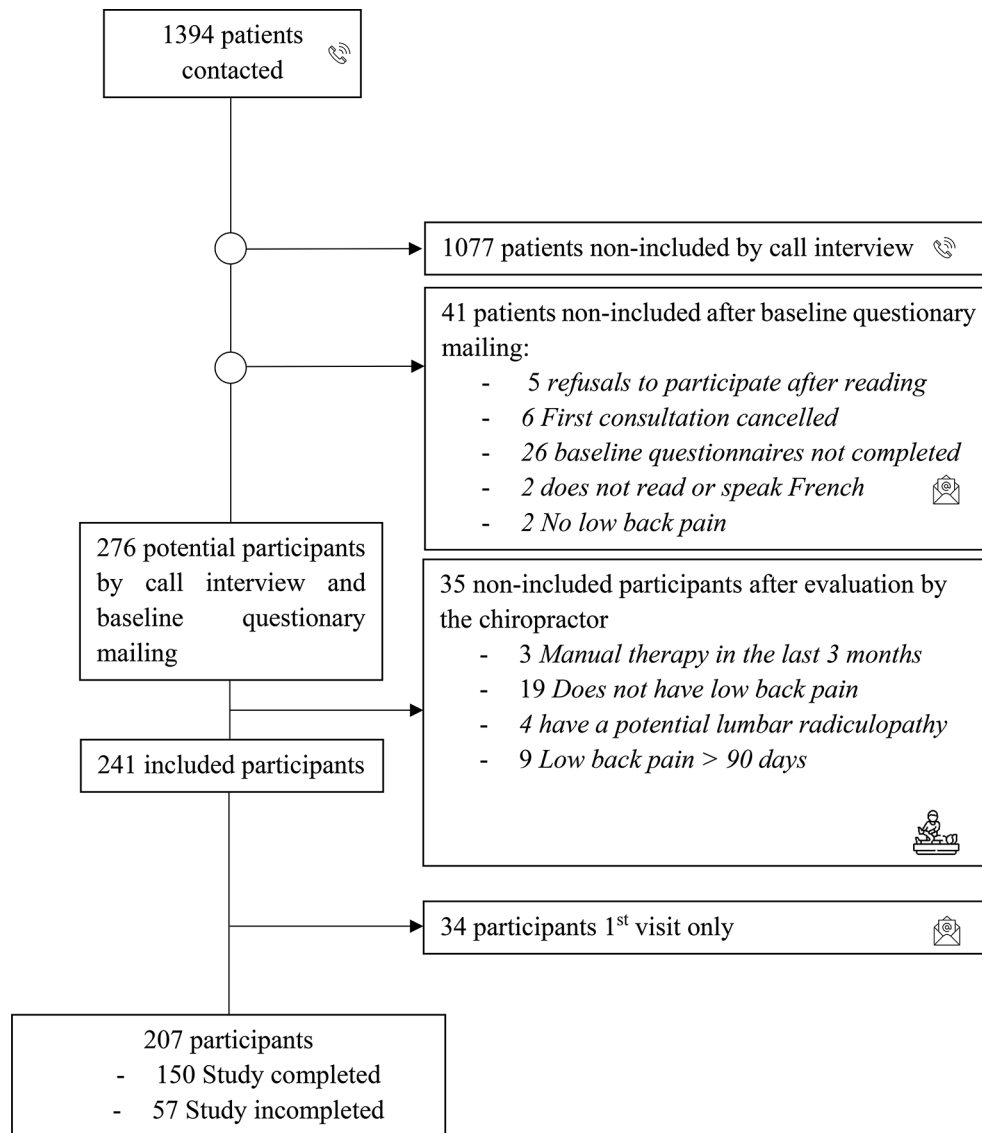 1394 patients
contacted
1077 patients non-included by call interview
41 patients non-included after baseline questionary
mailing:
- 5 refusals to participate after reading
- 6 First consultation cancelled
- 26 baseline questionnaires not completed
- 2 does not read or speak French
- 2 No low back pain
276 potential participants
by call interview and
baseline questionary
mailing
35 non-included participants after evaluation by
the chiropractor
- 3 Manual therapy in the last 3 months
- 19 Does not have low back pain
- 4 have a potential lumbar radiculopathy
- 9 Low back pain > 90 days
241 included participants
34 participants 1st visit only
207 participants
- 150 Study completed
- 57 Study incompleted